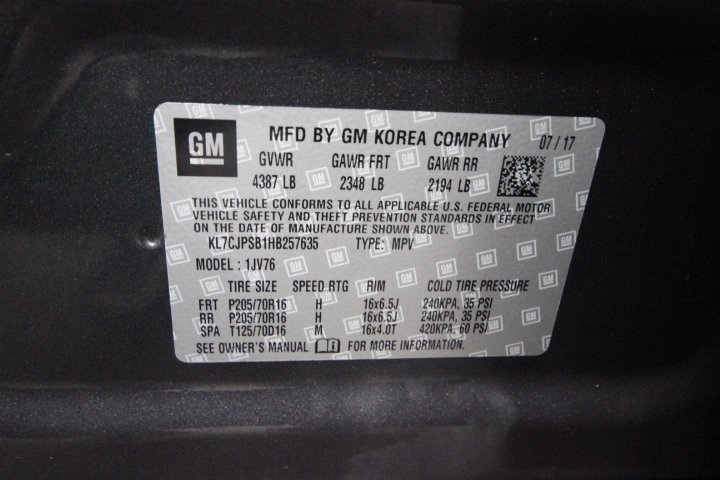 GM MFD BY GM KOREA COMPANY 07 / 17
GVWR GAWR FRT GAWR RR
4387 LB 2348 LB 2194 LB
THIS VEHICLE CONFORMS TO ALL APPLICABLE U.S. FEDERAL MOTOR
VEHICLE SAFETY AND THEFT PREVENTION STANDARDS IN EFFECT
ON THE DATE OF MANUFACTURE SHOWN ABOVE.
KL7CJPSB1HB257635 TYPE: MPV
MODEL : 1JV76
TIRE SIZE SPEED RTG RIM COLD TIRE PRESSURE
FRT P205/70R16 H 16x6.5J 240KPA, 35 PSI
RR P205/70R16 H 16x6.5J 240KPA, 35 PSI
SPA T125/70D16 M 16x4.0T 420KPA, 60 PSI
SEE OWNER'S MANUAL FOR MORE INFORMATION.